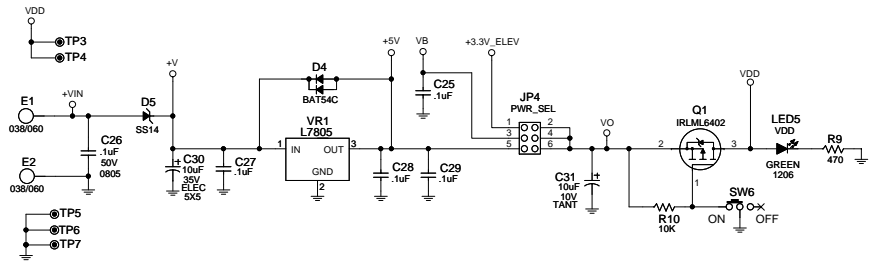 VDD
TP3
TP4
+VIN
E1
038/060
E2
038/060
C26
.1uF
50V
0805
D5
SS14
+V
C30
10uF
35V
ELEC
5X5
C27
.1uF
D4
BAT54C
VR1
L7805
1 IN OUT 3
GND
2
+5V
C28
.1uF
C29
.1uF
VB
C25
.1uF
+3.3V_ELEV
JP4
PWR_SEL
1 2
3 4
5 6
VO
C31
10uF
10V
TANT
Q1
IRLML6402
2 3
1
R10
10K
SW6
ON OFF
VDD
LED5
VDD
GREEN
1206
R9
470
TP5
TP6
TP7